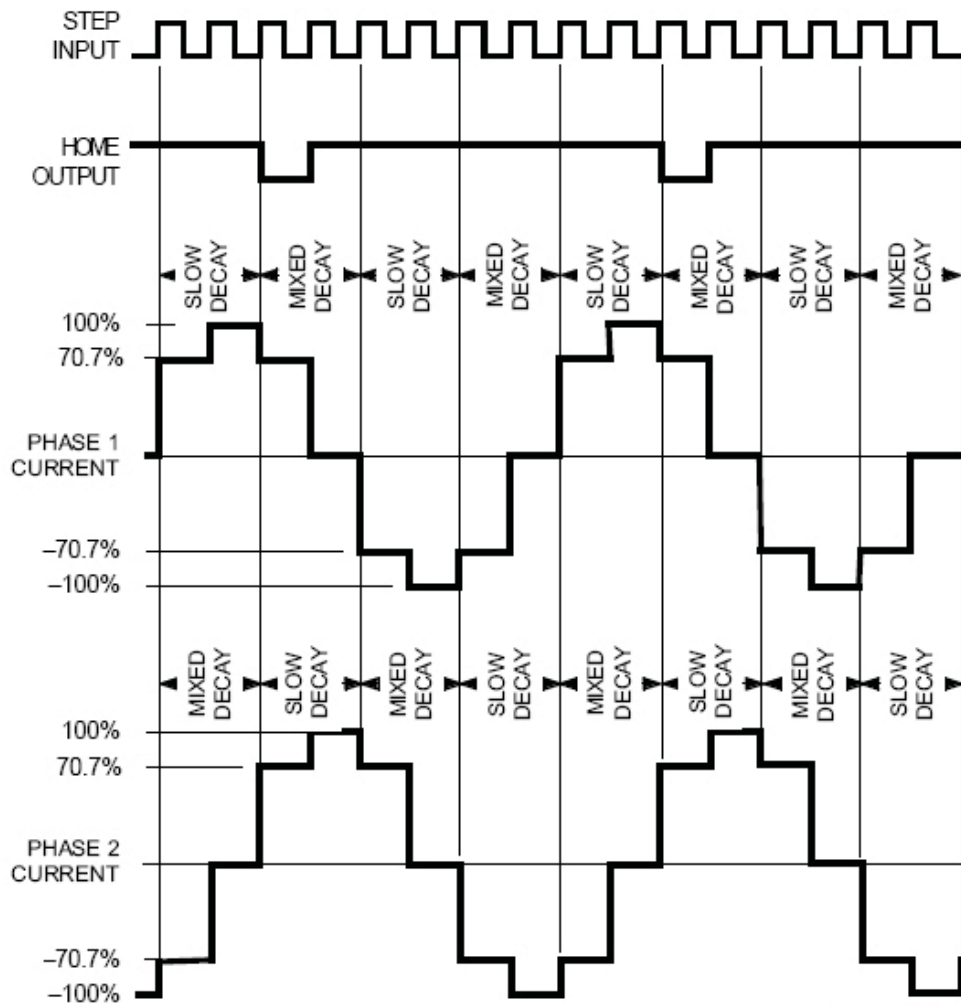 STEP
INPUT
HOME
OUTPUT
SLOW
DECAY
MIXED
DECAY
SLOW
DECAY
MIXED
DECAY
SLOW
DECAY
MIXED
DECAY
SLOW
DECAY
MIXED
DECAY
100%
70.7%
PHASE 1
CURRENT
–70.7%
–100%
MIXED
DECAY
SLOW
DECAY
MIXED
DECAY
SLOW
DECAY
MIXED
DECAY
SLOW
DECAY
MIXED
DECAY
SLOW
DECAY
100%
70.7%
PHASE 2
CURRENT
–70.7%
–100%